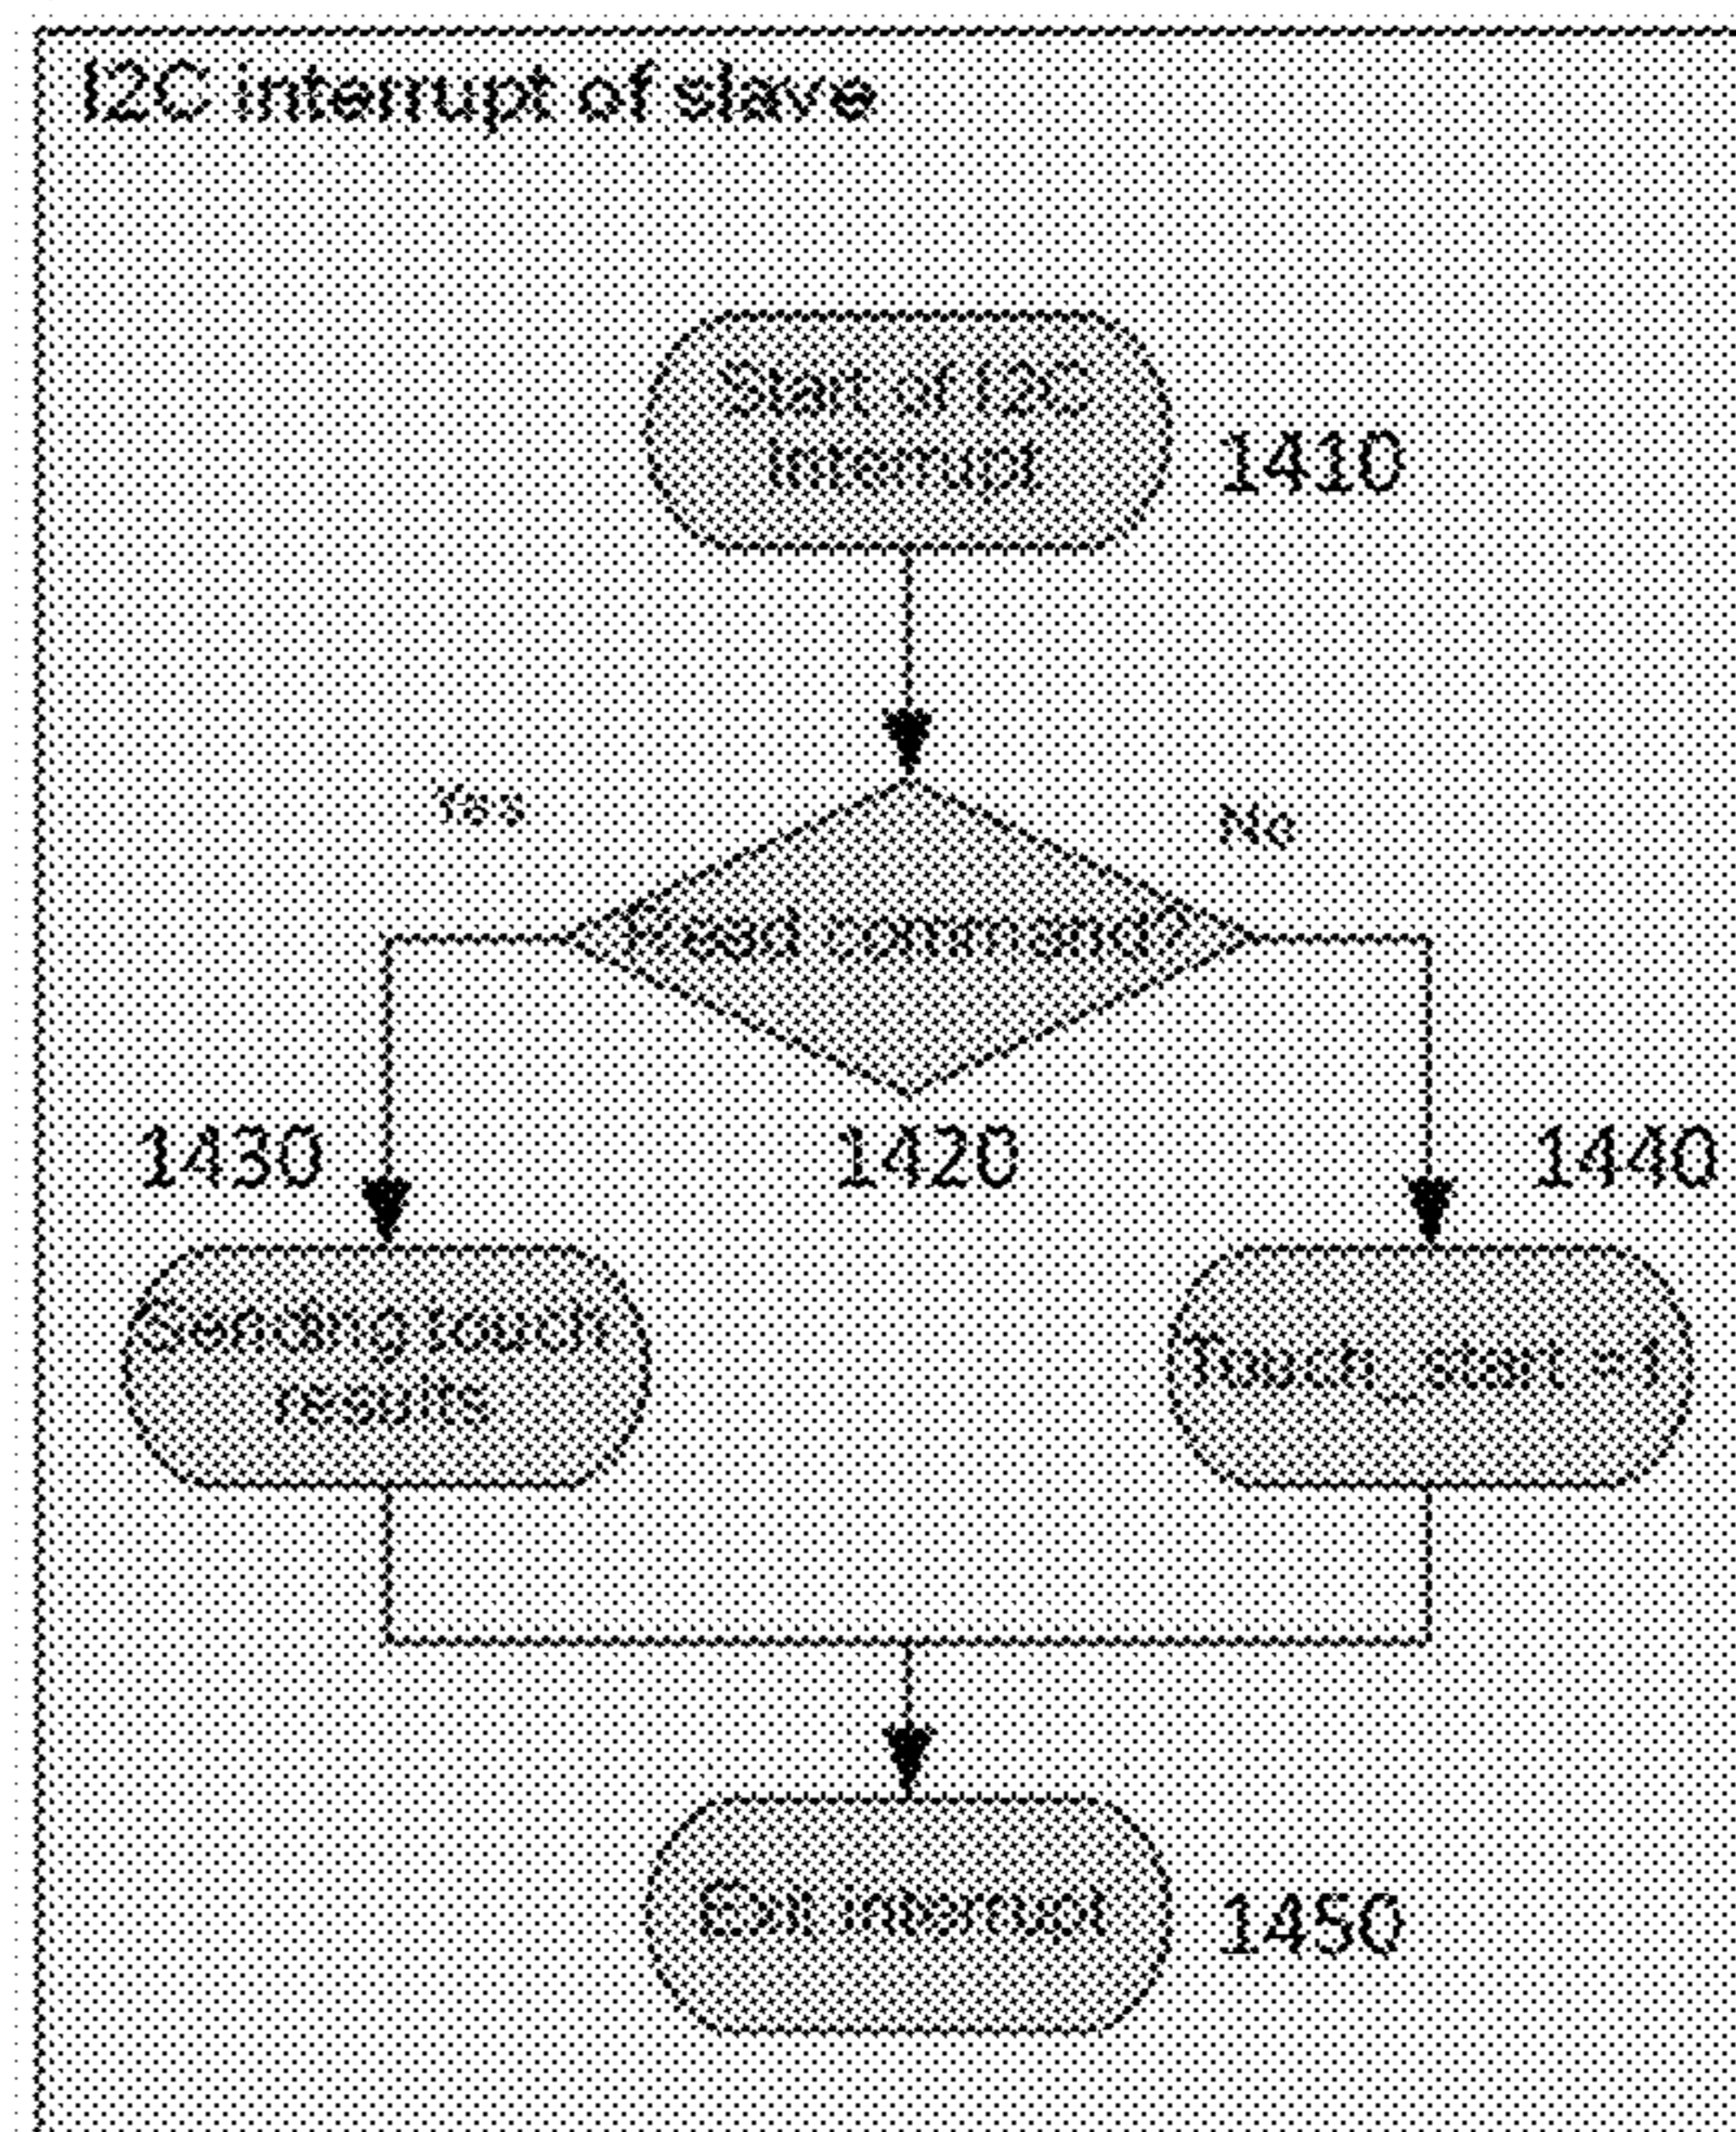 I2C interrupt of slave
Start of I2C
Interrupt
1410
Yes
No
Read command?
1430
1420
1440
Sending touch
results
Touch_start =1
Exit interrupt
1450